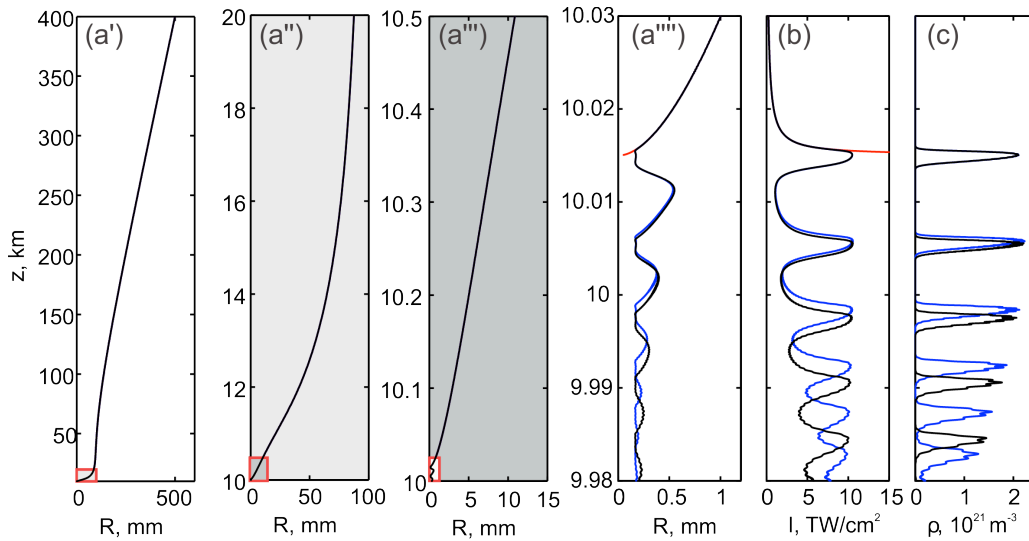 (a') (a'') (a''') (a'''') (b) (c)
400
350
300
250
200
150
100
50
z, km
0 500
R, mm
20
18
16
14
12
10
0 50 100
R, mm
10.5
10.4
10.3
10.2
10.1
10
0 5 10 15
R, mm
10.03
10.02
10.01
10
9.99
9.98
0 0.5 1
R, mm
0 5 10 15
I, TW/cm²
0 1 2
ρ, 10²¹ m⁻³